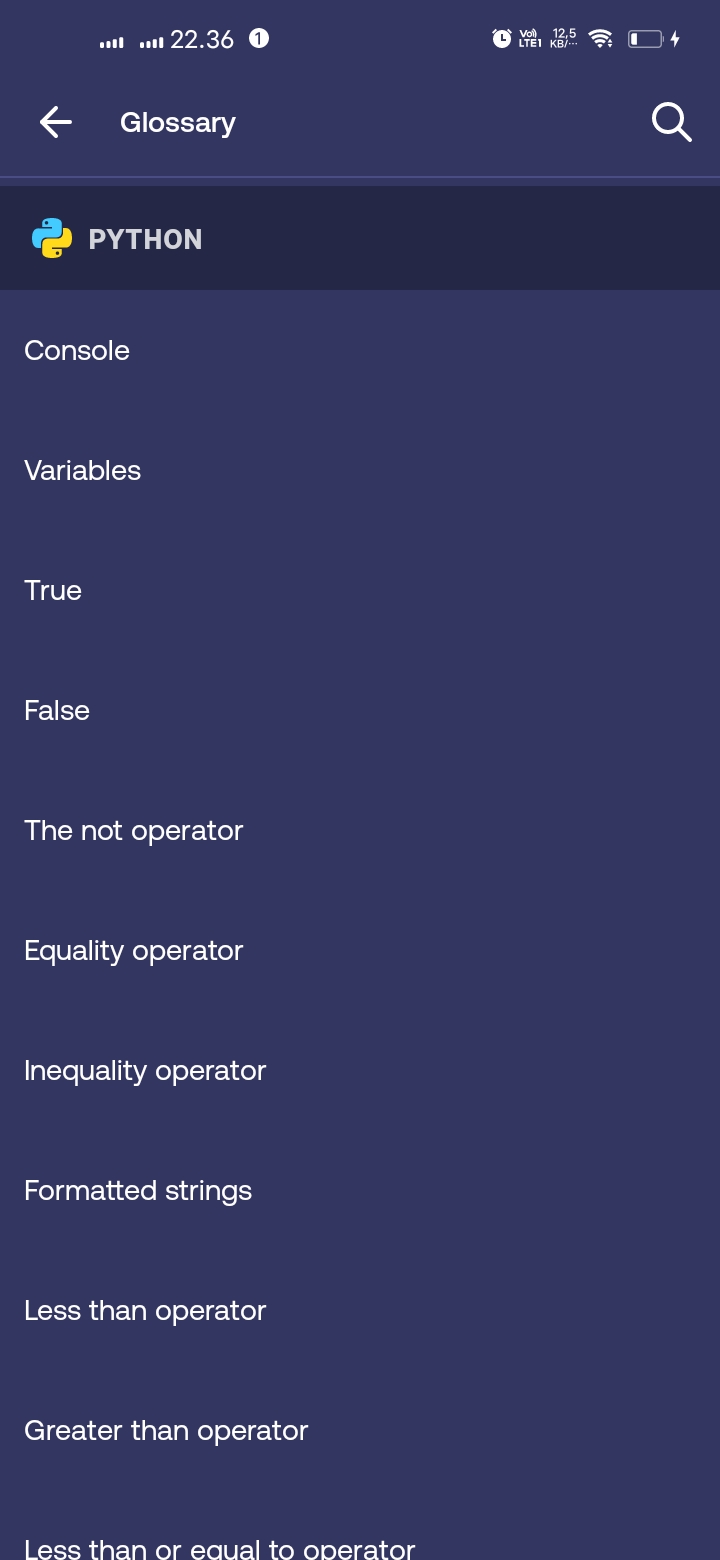 22.36 1 Vo) LTE1 12,5 KB/...
Glossary
PYTHON
Console
Variables
True
False
The not operator
Equality operator
Inequality operator
Formatted strings
Less than operator
Greater than operator
Less than or equal to operator